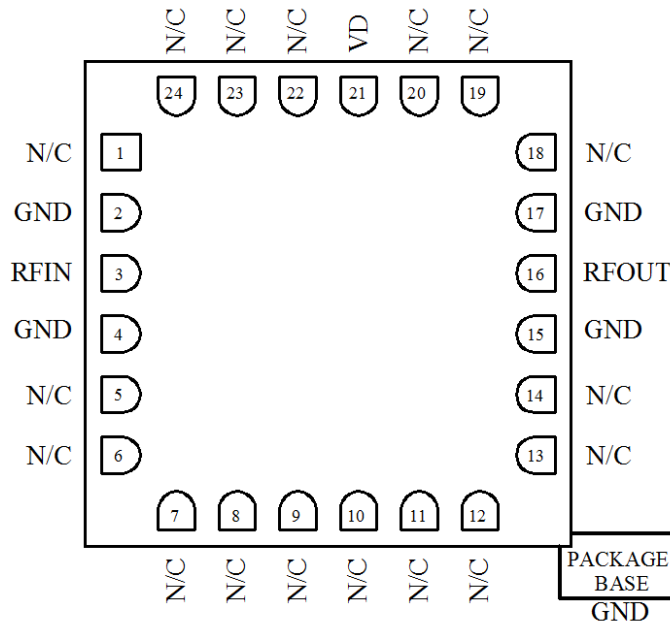 N/C N/C N/C VD N/C N/C
24 23 22 21 20 19
N/C 1 18 N/C
GND 2 17 GND
RFIN 3 16 RFOUT
GND 4 15 GND
N/C 5 14 N/C
N/C 6 13 N/C
7 8 9 10 11 12
N/C N/C N/C N/C N/C N/C
PACKAGE
BASE
GND